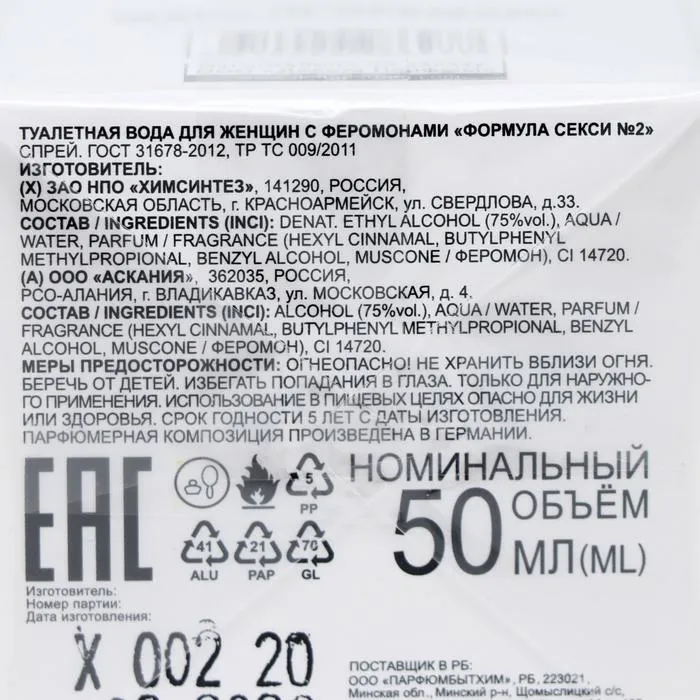 ТУАЛЕТНАЯ ВОДА ДЛЯ ЖЕНЩИН С ФЕРОМОНАМИ «ФОРМУЛА СЕКСИ №2»
СПРЕЙ. ГОСТ 31678-2012, ТР ТС 009/2011
ИЗГОТОВИТЕЛЬ:
(X) ЗАО НПО «ХИМСИНТЕЗ», 141290, РОССИЯ,
МОСКОВСКАЯ ОБЛАСТЬ, г. КРАСНОАРМЕЙСК, ул. СВЕРДЛОВА, д.33.
СОСТАВ / INGREDIENTS (INCI): DENAT. ETHYL ALCOHOL (75%vol.), AQUA /
WATER, PARFUM / FRAGRANCE (HEXYL CINNAMAL, BUTYLPHENYL
METHYLPROPIONAL, BENZYL ALCOHOL, MUSCONE / ФЕРОМОН), CI 14720.
(А) ООО «АСКАНИЯ», 362035, РОССИЯ,
РСО-АЛАНИЯ, г. ВЛАДИКАВКАЗ, ул. МОСКОВСКАЯ, д. 4.
СОСТАВ / INGREDIENTS (INCI): ALCOHOL (75%vol.), AQUA / WATER, PARFUM /
FRAGRANCE (HEXYL CINNAMAL, BUTYLPHENYL METHYLPROPIONAL, BENZYL
ALCOHOL, MUSCONE / ФЕРОМОН), CI 14720.
МЕРЫ ПРЕДОСТОРОЖНОСТИ: ОГНЕОПАСНО! НЕ ХРАНИТЬ ВБЛИЗИ ОГНЯ.
БЕРЕЧЬ ОТ ДЕТЕЙ. ИЗБЕГАТЬ ПОПАДАНИЯ В ГЛАЗА. ТОЛЬКО ДЛЯ НАРУЖНО-
ГО ПРИМЕНЕНИЯ. ИСПОЛЬЗОВАНИЕ В ПИЩЕВЫХ ЦЕЛЯХ ОПАСНО ДЛЯ ЖИЗНИ
ИЛИ ЗДОРОВЬЯ. СРОК ГОДНОСТИ 5 ЛЕТ С ДАТЫ ИЗГОТОВЛЕНИЯ.
ПАРФЮМЕРНАЯ КОМПОЗИЦИЯ ПРОИЗВЕДЕНА В ГЕРМАНИИ.
EAC
5
PP
41
ALU
21
PAP
70
GL
НОМИНАЛЬНЫЙ
ОБЪЁМ
50 МЛ(ML)
Изготовитель:
Номер партии:
Дата изготовления:
X 002 20
ПОСТАВЩИК В РБ:
ООО «ПАРФЮМБЫТХИМ», РБ, 223021,
Минская обл., Минский р-н, Щомыслицкий с/с,